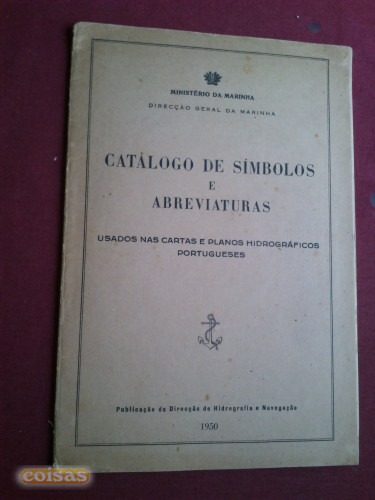 MINISTÉRIO DA MARINHA
DIRECÇÃO GERAL DA MARINHA
CATÁLOGO DE SÍMBOLOS
E
ABREVIATURAS
USADOS NAS CARTAS E PLANOS HIDROGRÁFICOS
PORTUGUESES
Publicação da Direcção de Hidrografia e Navegação
1950
coisas